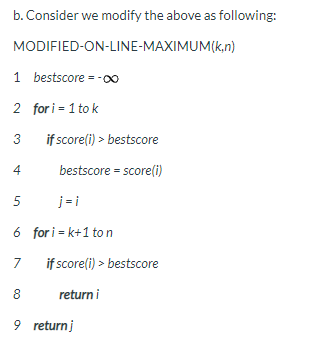 b. Consider we modify the above as following:
MODIFIED-ON-LINE-MAXIMUM(k,n)
1 bestscore = -∞
2 for i = 1 to k
3 if score(i) > bestscore
4 bestscore = score(i)
5 j = i
6 for i = k+1 to n
7 if score(i) > bestscore
8 return i
9 return j